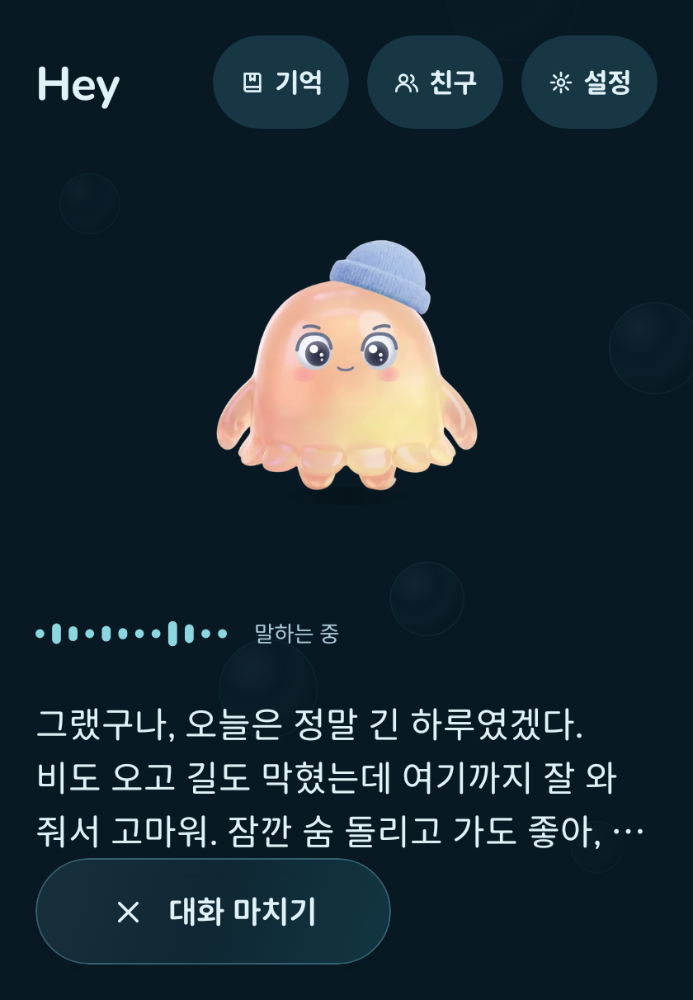 Hey
기억
친구
설정
말하는 중
그랬구나, 오늘은 정말 긴 하루였겠다.
비도 오고 길도 막혔는데 여기까지 잘 와
줘서 고마워. 잠깐 숨 돌리고 가도 좋아, …
대화 마치기